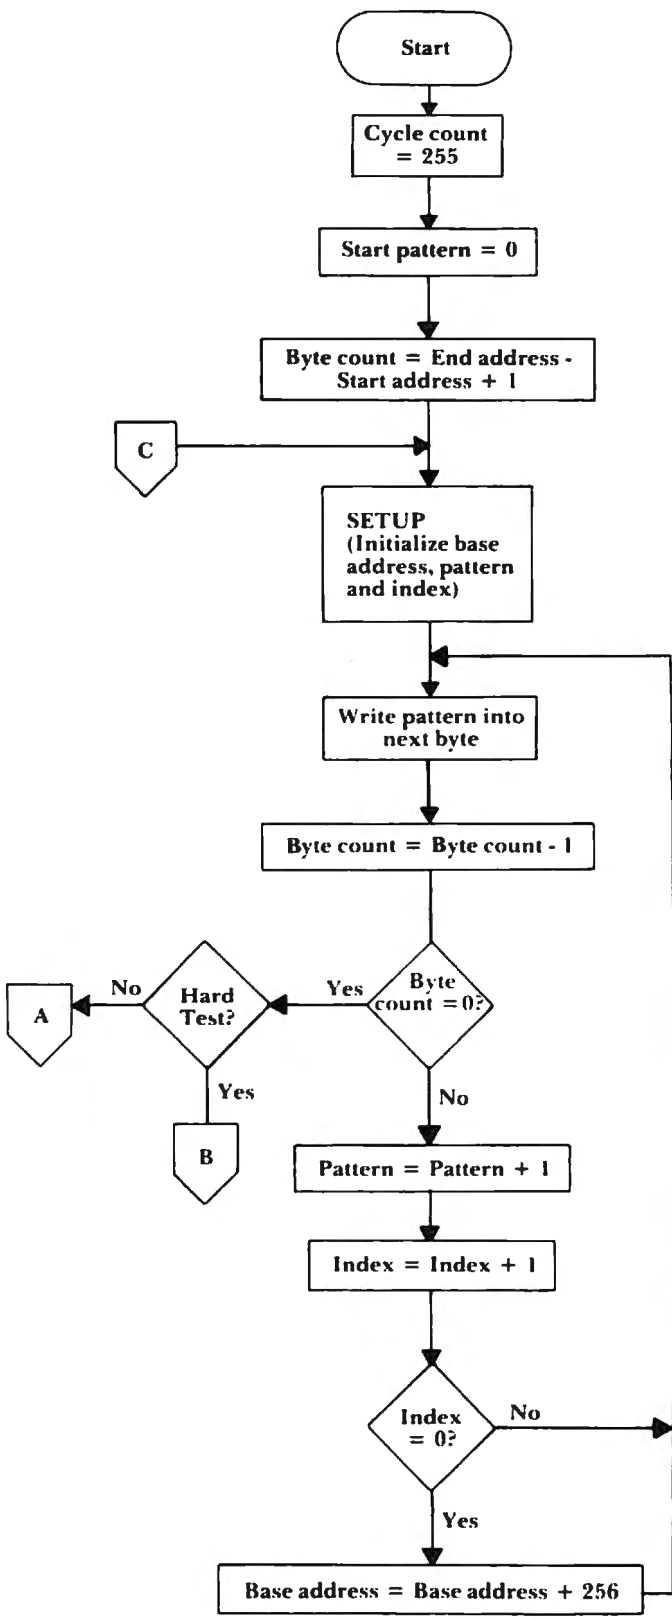 Start
Cycle count
= 255
Start pattern = 0
Byte count = End address -
Start address + 1
C
SETUP
(Initialize base
address, pattern
and index)
Write pattern into
next byte
Byte count = Byte count - 1
Byte
count = 0?
Yes
Hard
Test?
No
A
Yes
B
No
Pattern = Pattern + 1
Index = Index + 1
Index
= 0?
No
Yes
Base address = Base address + 256